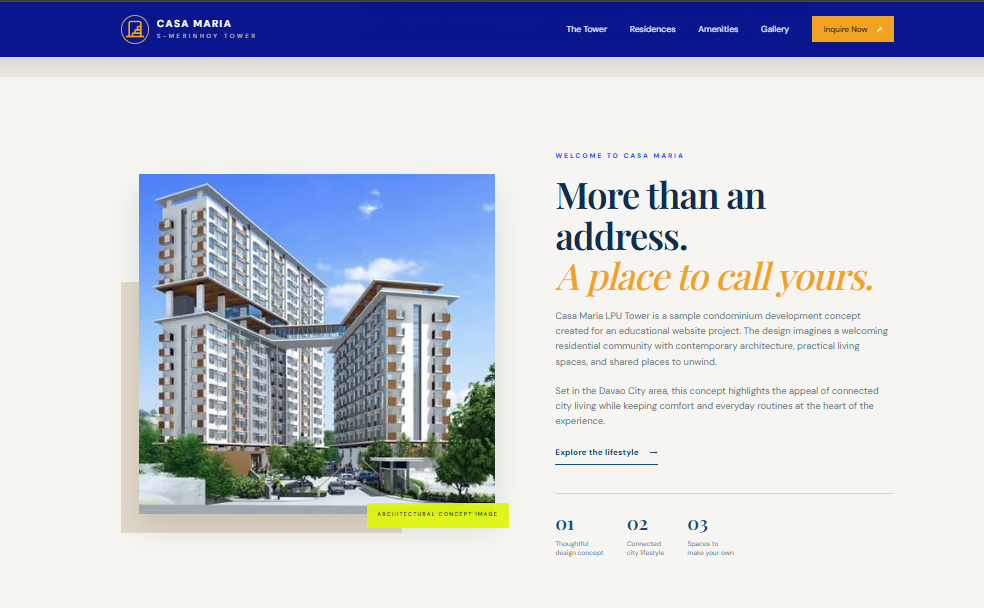 CASA MARIA
S-MERINHOY TOWER
The Tower Residences Amenities Gallery Inquire Now ↗
WELCOME TO CASA MARIA
More than an
address.
A place to call yours.
Casa Maria LPU Tower is a sample condominium development concept
created for an educational website project. The design imagines a welcoming
residential community with contemporary architecture, practical living
spaces, and shared places to unwind.
Set in the Davao City area, this concept highlights the appeal of connected
city living while keeping comfort and everyday routines at the heart of the
experience.
Explore the lifestyle →
ARCHITECTURAL CONCEPT IMAGE
01 02 03
Thoughtful Connected Spaces to
design concept city lifestyle make your own